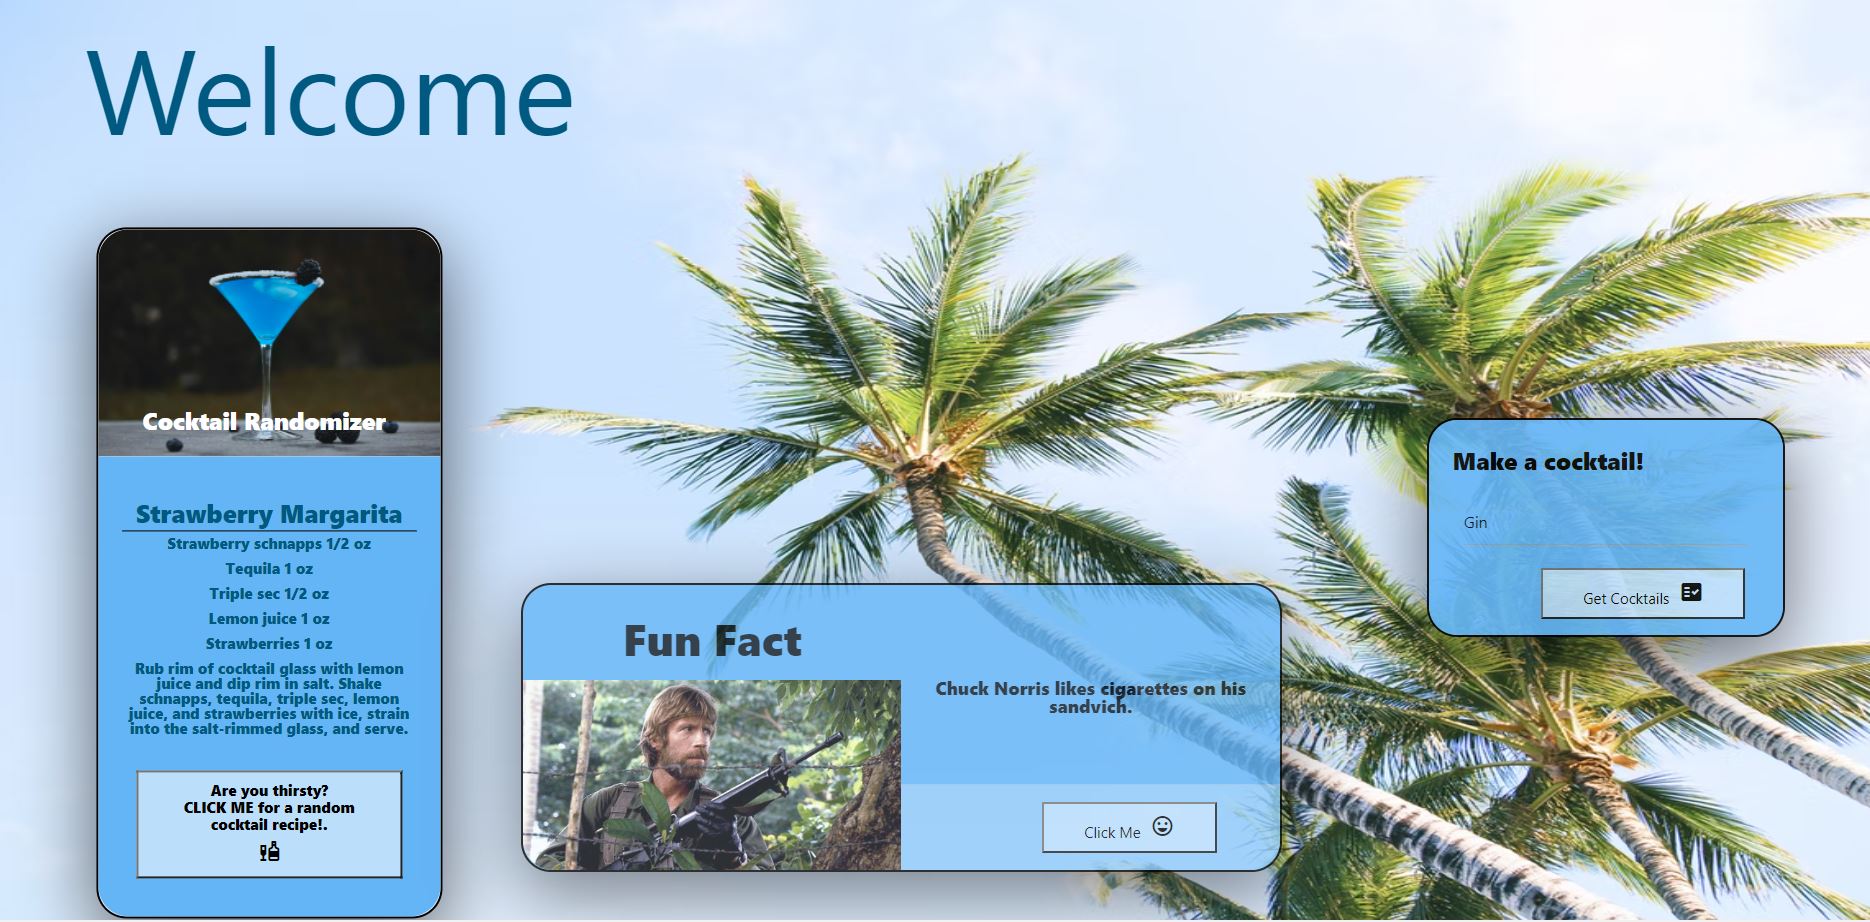 Welcome
Cocktail Randomizer
Strawberry Margarita
Strawberry schnapps 1/2 oz
Tequila 1 oz
Triple sec 1/2 oz
Lemon juice 1 oz
Strawberries 1 oz
Rub rim of cocktail glass with lemon
juice and dip rim in salt. Shake
schnapps, tequila, triple sec, lemon
juice, and strawberries with ice, strain
into the salt-rimmed glass, and serve.
Are you thirsty?
CLICK ME for a random
cocktail recipe!.
Fun Fact
Chuck Norris likes cigarettes on his
sandvich.
Click Me
Make a cocktail!
Gin
Get Cocktails